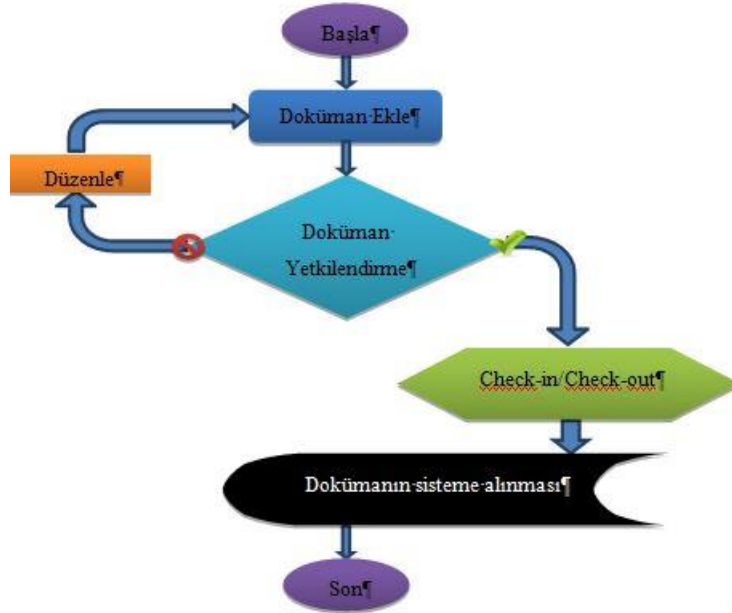 Başla¶
Doküman·Ekle¶
Düzenle¶
Doküman·
Yetkilendirme¶
Check-in/Check-out¶
Dokümanın·sisteme·alınması¶
Son¶